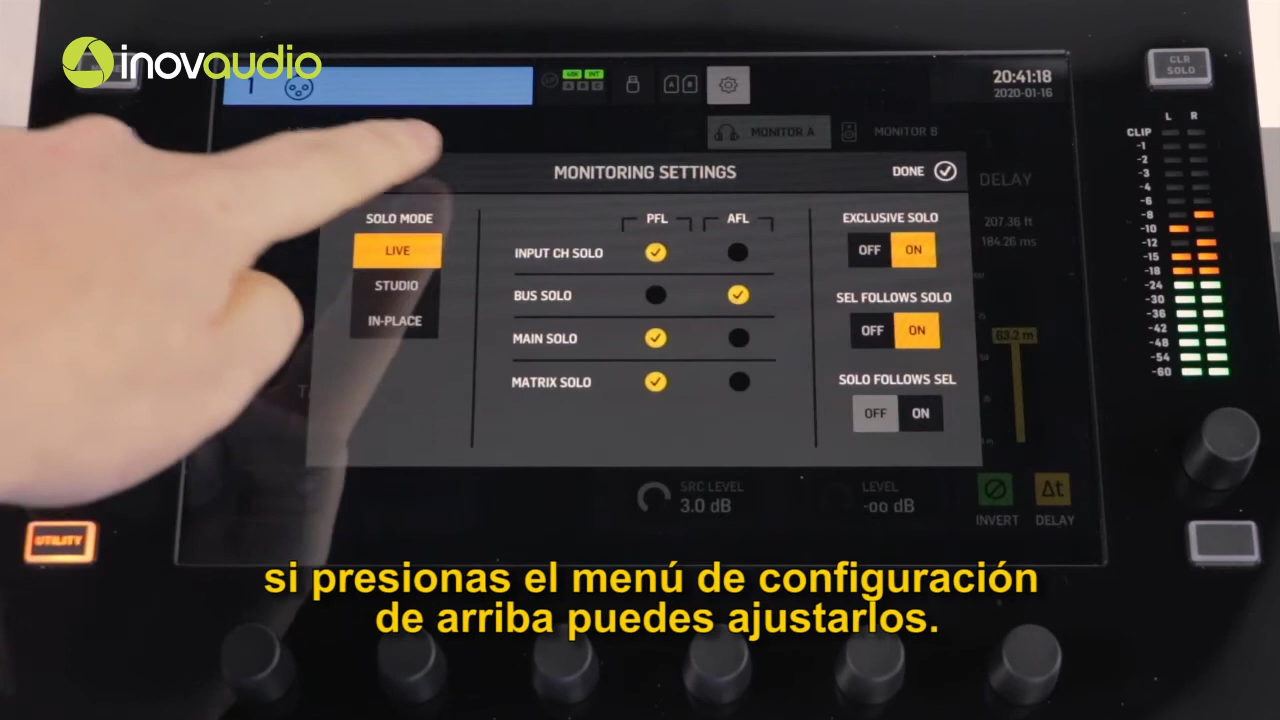 inovaudio
20:41:18
2020-01-16
CLR
SOLO
MONITOR A
MONITOR B
L R
CLIP
-1
-2
-3
-4
-6
-8
-10
-12
-15
-18
-24
-30
-36
-42
-48
-54
-60
MONITORING SETTINGS
DONE
DELAY
207.36 ft
184.26 ms
63.2 m
SOLO MODE
LIVE
STUDIO
IN-PLACE
PFL
AFL
INPUT CH SOLO
BUS SOLO
MAIN SOLO
MATRIX SOLO
EXCLUSIVE SOLO
OFF ON
SEL FOLLOWS SOLO
OFF ON
SOLO FOLLOWS SEL
OFF ON
SRC LEVEL
3.0 dB
LEVEL
-oo dB
Δt
INVERT
DELAY
UTILITY
si presionas el menú de configuración
de arriba puedes ajustarlos.